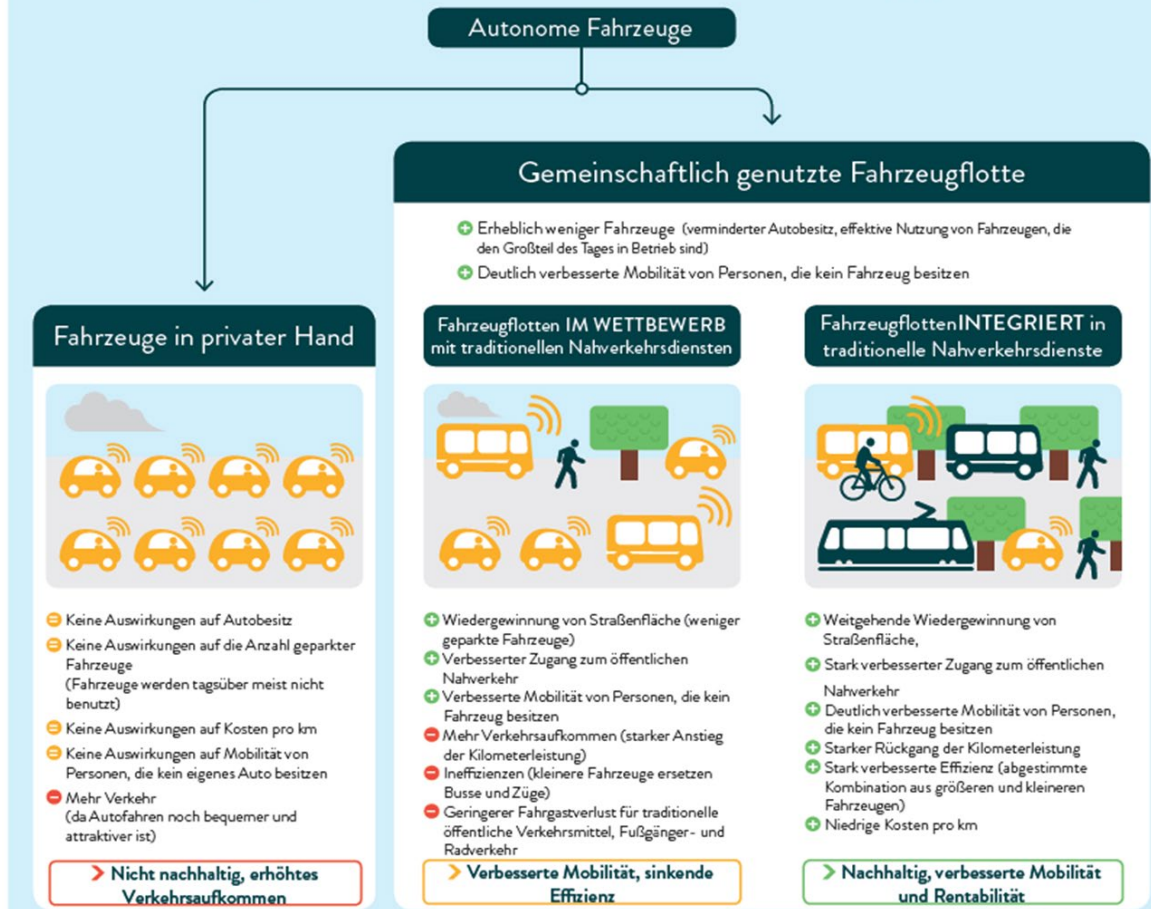 Autonome Fahrzeuge
Gemeinschaftlich genutzte Fahrzeugflotte
Erheblich weniger Fahrzeuge (verminderter Autobesitz, effektive Nutzung von Fahrzeugen, die
den Großteil des Tages in Betrieb sind)
Deutlich verbesserte Mobilität von Personen, die kein Fahrzeug besitzen
Fahrzeuge in privater Hand
Keine Auswirkungen auf Autobesitz
Keine Auswirkungen auf die Anzahl geparkter
Fahrzeuge
(Fahrzeuge werden tagsüber meist nicht
benutzt)
Keine Auswirkungen auf Kosten pro km
Keine Auswirkungen auf Mobilität von
Personen, die kein eigenes Auto besitzen
Mehr Verkehr
(da Autofahren noch bequemer und
attraktiver ist)
Nicht nachhaltig, erhöhtes
Verkehrsaufkommen
Fahrzeugflotten IM WETTBEWERB
mit traditionellen Nahverkehrsdiensten
Wiedergewinnung von Straßenfläche (weniger
geparkte Fahrzeuge)
Verbesserter Zugang zum öffentlichen
Nahverkehr
Verbesserte Mobilität von Personen, die kein
Fahrzeug besitzen
Mehr Verkehrsaufkommen (starker Anstieg
der Kilometerleistung)
Ineffizienzen (kleinere Fahrzeuge ersetzen
Busse und Züge)
Geringerer Fahrgastverlust für traditionelle
öffentliche Verkehrsmittel, Fußgänger- und
Radverkehr
Verbesserte Mobilität, sinkende
Effizienz
Fahrzeugflotten INTEGRIERT in
traditionelle Nahverkehrsdienste
Weitgehende Wiedergewinnung von
Straßenfläche,
Stark verbesserter Zugang zum öffentlichen
Nahverkehr
Deutlich verbesserte Mobilität von Personen,
die kein Fahrzeug besitzen
Starker Rückgang der Kilometerleistung
Stark verbesserte Effizienz (abgestimmte
Kombination aus größeren und kleineren
Fahrzeugen)
Niedrige Kosten pro km
Nachhaltig, verbesserte Mobilität
und Rentabilität